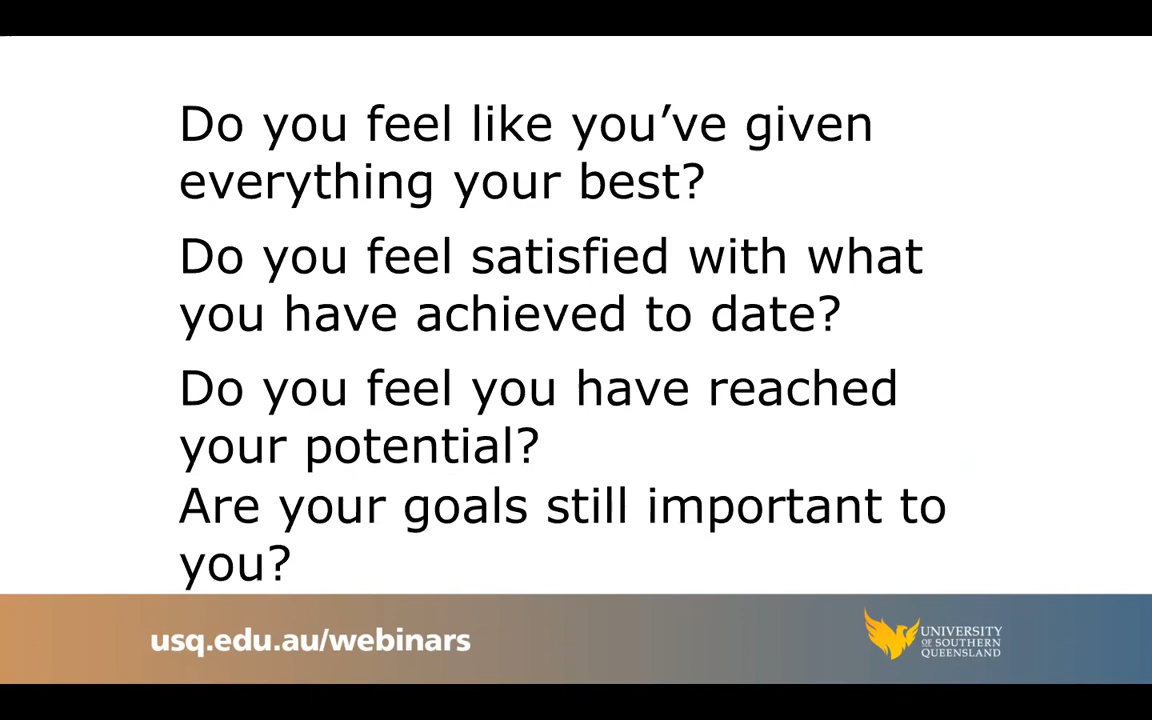 Do you feel like you’ve given
everything your best?
Do you feel satisfied with what
you have achieved to date?
Do you feel you have reached
your potential?
Are your goals still important to
you?
usq.edu.au/webinars
UNIVERSITY
OF SOUTHERN
QUEENSLAND